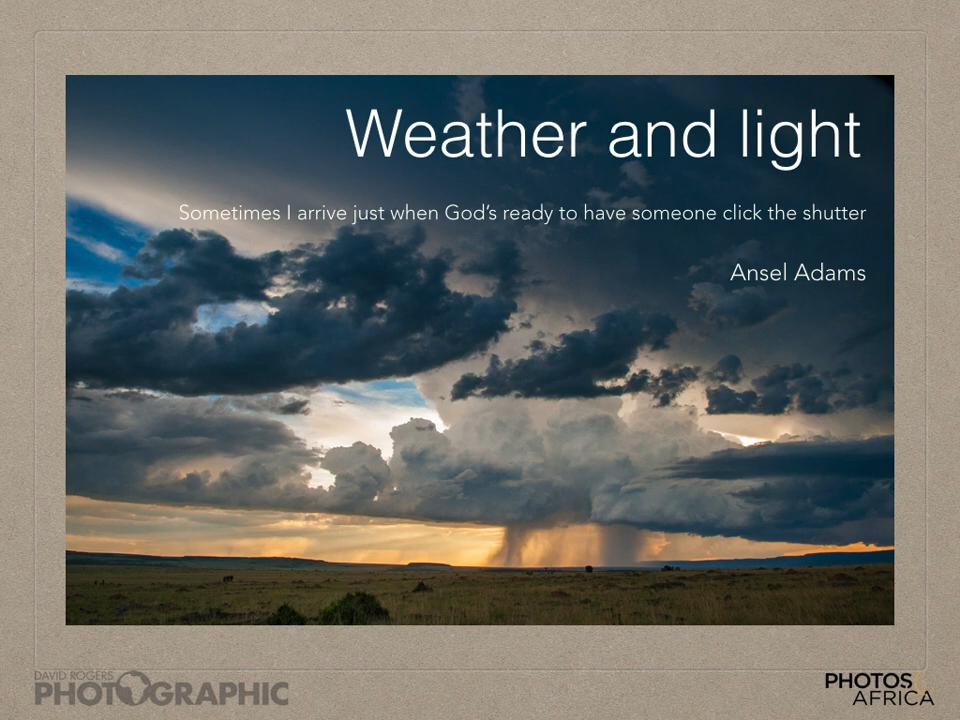 Weather and light
Sometimes I arrive just when God's ready to have someone click the shutter
Ansel Adams
DAVID ROGERS
PHOTOGRAPHIC
PHOTOS
AFRICA